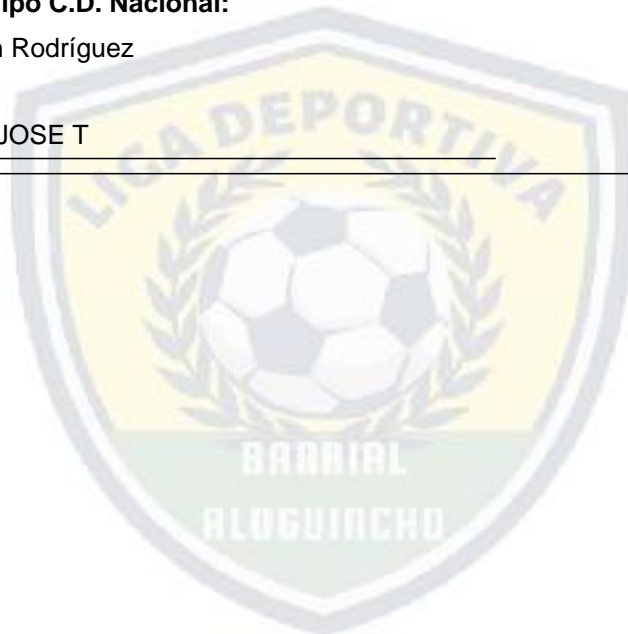 ipo C.D. Nacional:
n Rodríguez
JOSE T
LIGA DEPORTIVA
BARRIAL
ALUGUINCHO